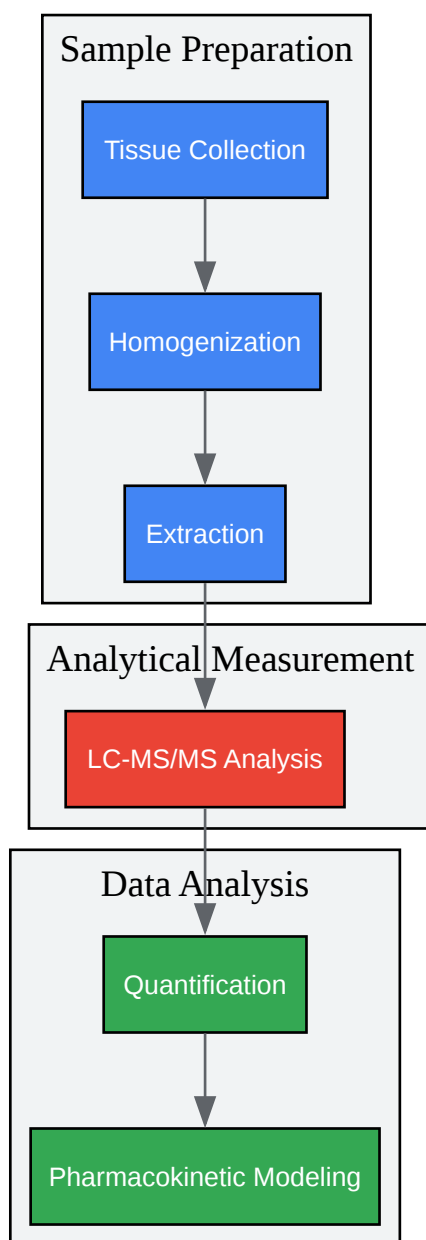 Sample Preparation
Tissue Collection
Homogenization
Extraction
Analytical Measurement
LC-MS/MS Analysis
Data Analysis
Quantification
Pharmacokinetic Modeling